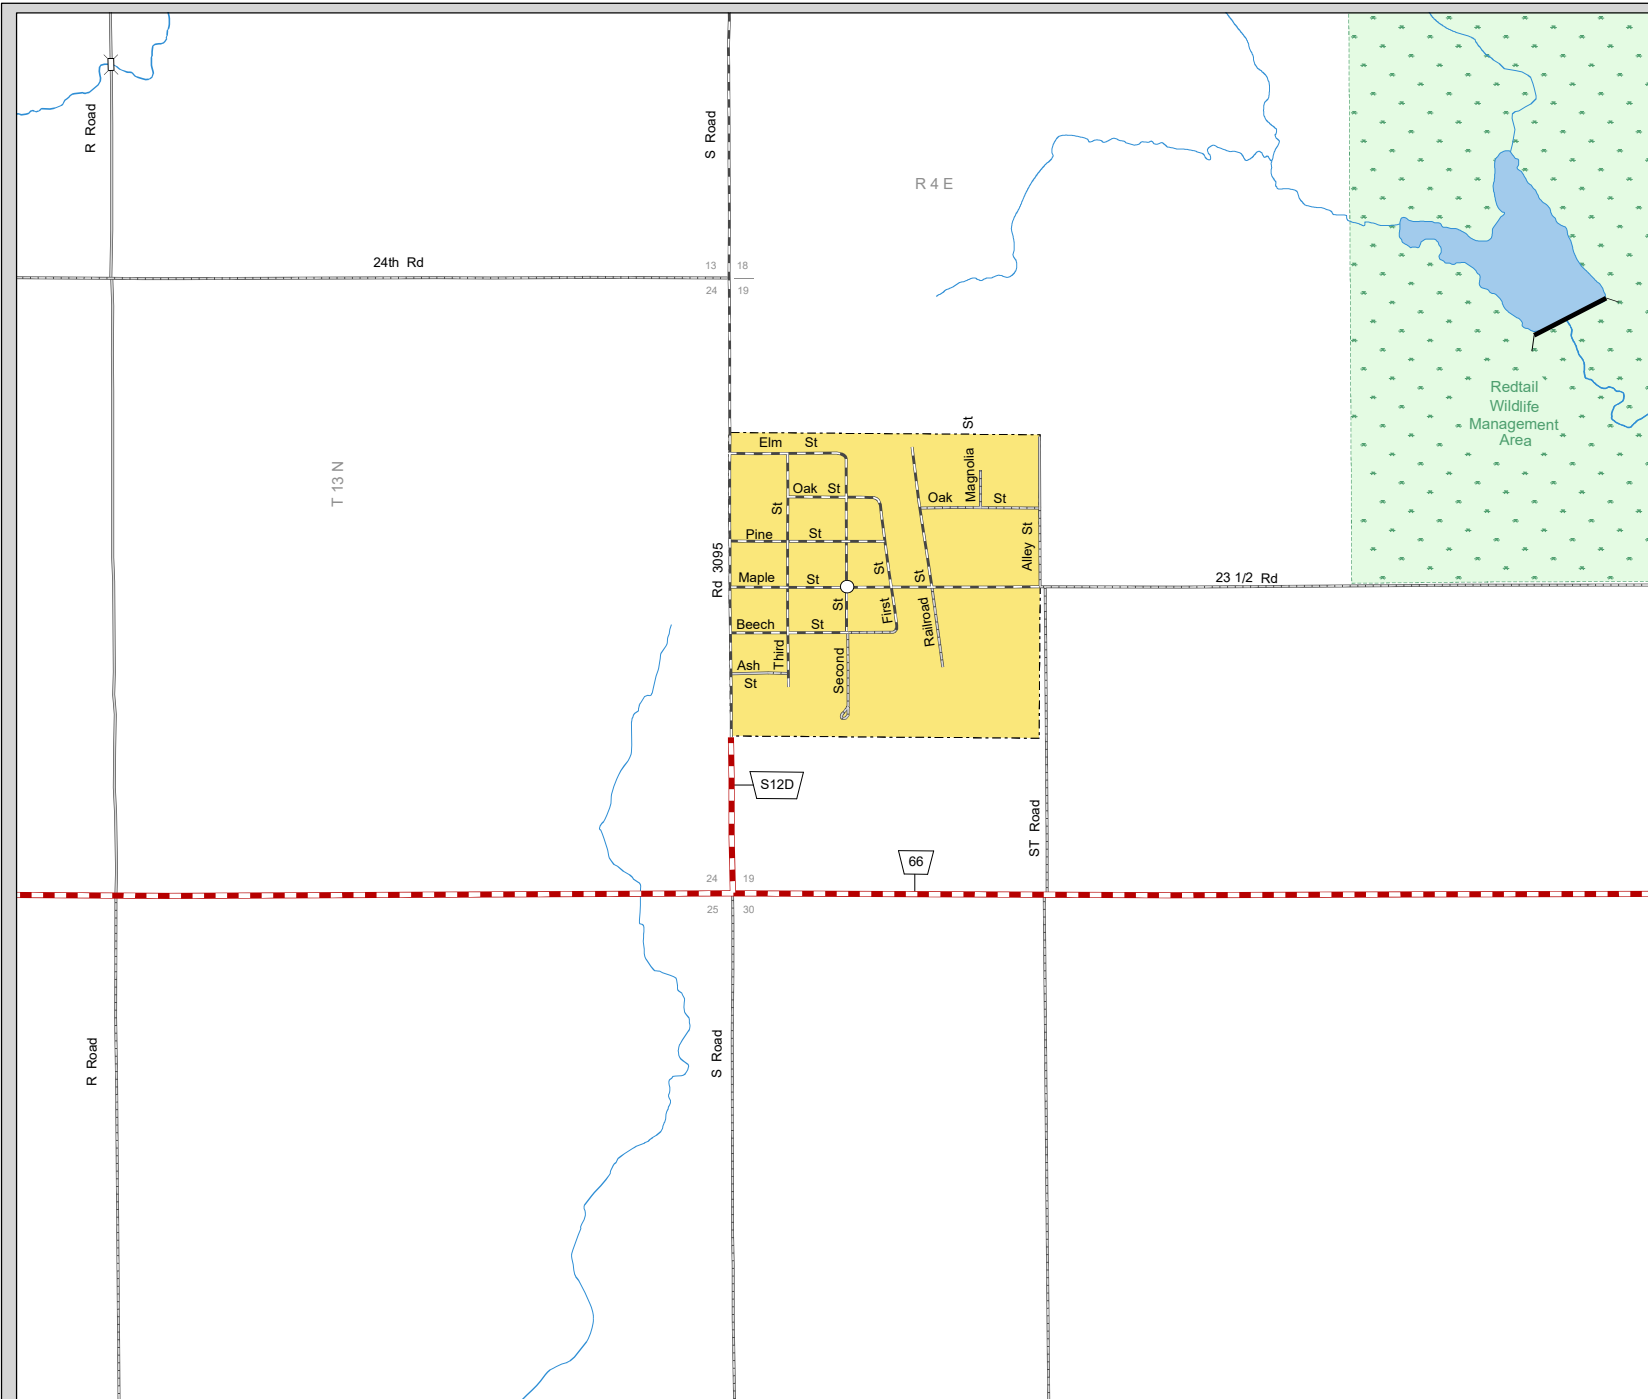 R Road
S Road
R 4 E
24th Rd
13 18
24 19
Redtail
Wildlife
Management
Area
T 13 N
Elm St
Magnolia St
Oak St
Oak St
Pine St
Alley St
Rd 3095
Maple St
23 1/2 Rd
First St
Railroad St
Beech St
Third St
Second St
Ash
St
S12D
ST Road
66
24 19
25 30
R Road
S Road